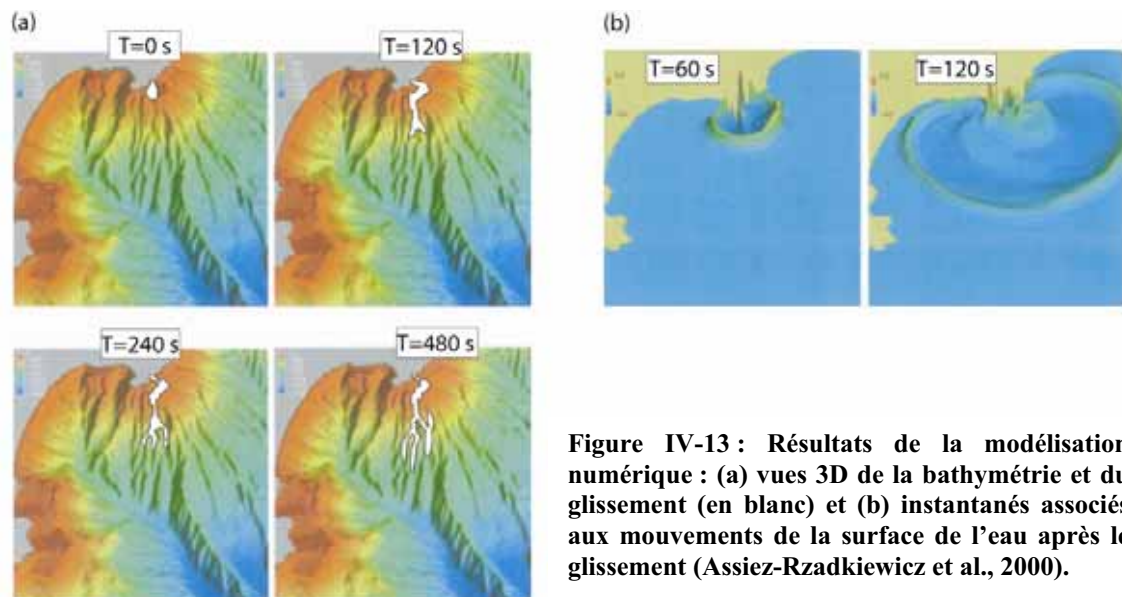 (a)
T=0 s
T=120 s
(b)
T=60 s
T=120 s
T=240 s
T=480 s
Figure IV-13 : Résultats de la modélisation
numérique : (a) vues 3D de la bathymétrie et du
glissement (en blanc) et (b) instantanés associés
aux mouvements de la surface de l’eau après le
glissement (Assiez-Rzadkiewicz et al., 2000).